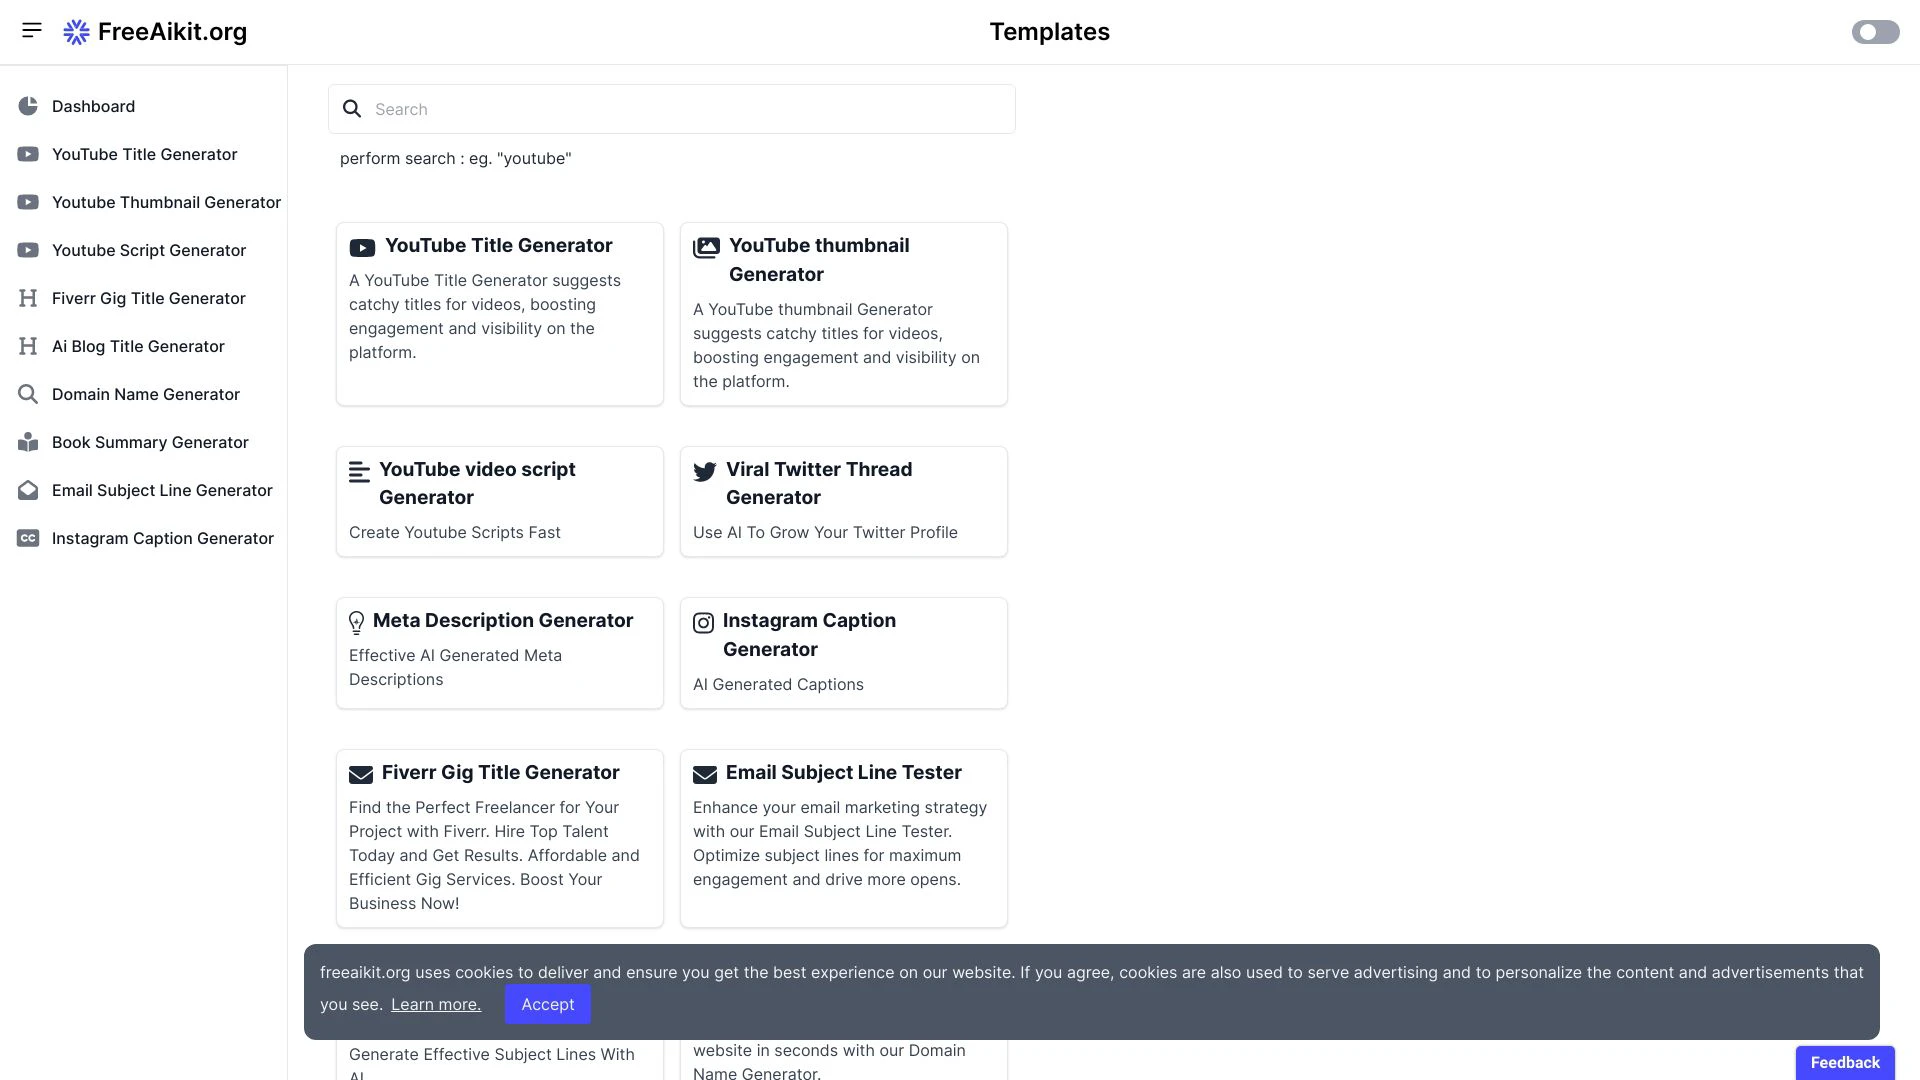 FreeAikit.org
Templates
Dashboard
YouTube Title Generator
Youtube Thumbnail Generator
Youtube Script Generator
Fiverr Gig Title Generator
Ai Blog Title Generator
Domain Name Generator
Book Summary Generator
Email Subject Line Generator
CC Instagram Caption Generator
Search
perform search : eg. "youtube"
YouTube Title Generator
A YouTube Title Generator suggests
catchy titles for videos, boosting
engagement and visibility on the
platform.
YouTube thumbnail
Generator
A YouTube thumbnail Generator
suggests catchy titles for videos,
boosting engagement and visibility on
the platform.
YouTube video script
Generator
Create Youtube Scripts Fast
Viral Twitter Thread
Generator
Use AI To Grow Your Twitter Profile
Meta Description Generator
Effective AI Generated Meta
Descriptions
Instagram Caption
Generator
AI Generated Captions
Fiverr Gig Title Generator
Find the Perfect Freelancer for Your
Project with Fiverr. Hire Top Talent
Today and Get Results. Affordable and
Efficient Gig Services. Boost Your
Business Now!
Email Subject Line Tester
Enhance your email marketing strategy
with our Email Subject Line Tester.
Optimize subject lines for maximum
engagement and drive more opens.
freeaikit.org uses cookies to deliver and ensure you get the best experience on our website. If you agree, cookies are also used to serve advertising and to personalize the content and advertisements that
you see. Learn more. Accept
Generate Effective Subject Lines With
AI
website in seconds with our Domain
Name Generator.
Feedback